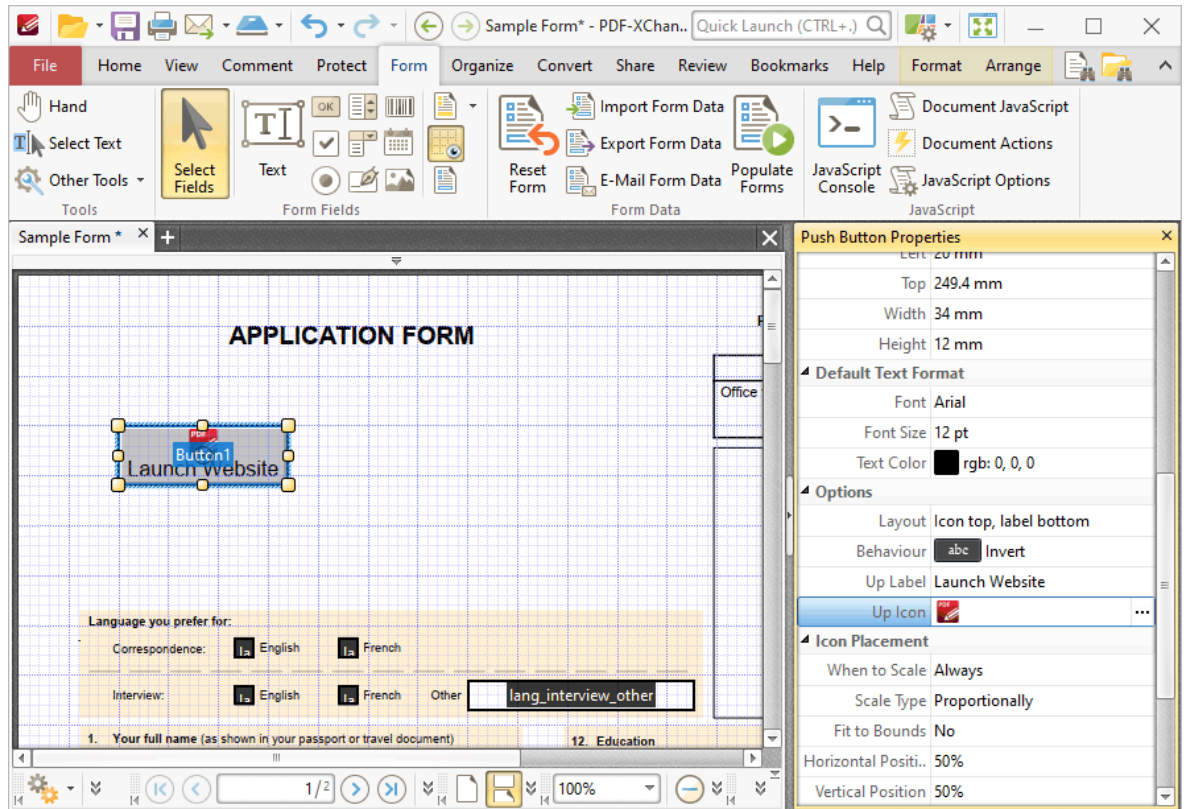 Sample Form* - PDF-XChan.. Quick Launch (CTRL+.)
File Home View Comment Protect Form Organize Convert Share Review Bookmarks Help Format Arrange
Hand
Select Text
Other Tools
Tools
Select Fields
Text
OK
Form Fields
Reset Form
Import Form Data
Export Form Data
E-Mail Form Data
Populate Forms
Form Data
JavaScript Console
Document JavaScript
Document Actions
JavaScript Options
JavaScript
Sample Form *
APPLICATION FORM
Office
PDF
Button1
Launch Website
Language you prefer for:
Correspondence: English French
Interview: English French Other lang_interview_other
1. Your full name (as shown in your passport or travel document)
12. Education
1/2
100%
Push Button Properties
Left 20 mm
Top 249.4 mm
Width 34 mm
Height 12 mm
Default Text Format
Font Arial
Font Size 12 pt
Text Color rgb: 0, 0, 0
Options
Layout Icon top, label bottom
Behaviour abc Invert
Up Label Launch Website
Up Icon PDF ...
Icon Placement
When to Scale Always
Scale Type Proportionally
Fit to Bounds No
Horizontal Positi.. 50%
Vertical Position 50%